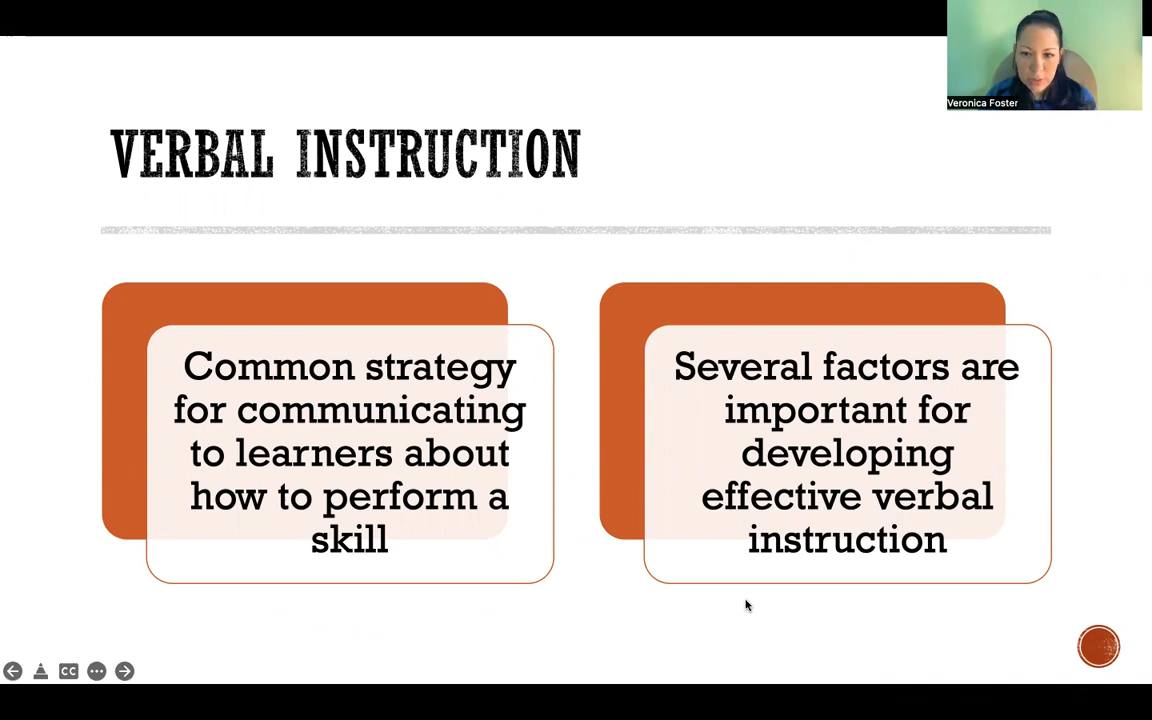 Veronica Foster
VERBAL INSTRUCTION
Common strategy
for communicating
to learners about
how to perform a
skill
Several factors are
important for
developing
effective verbal
instruction
CC